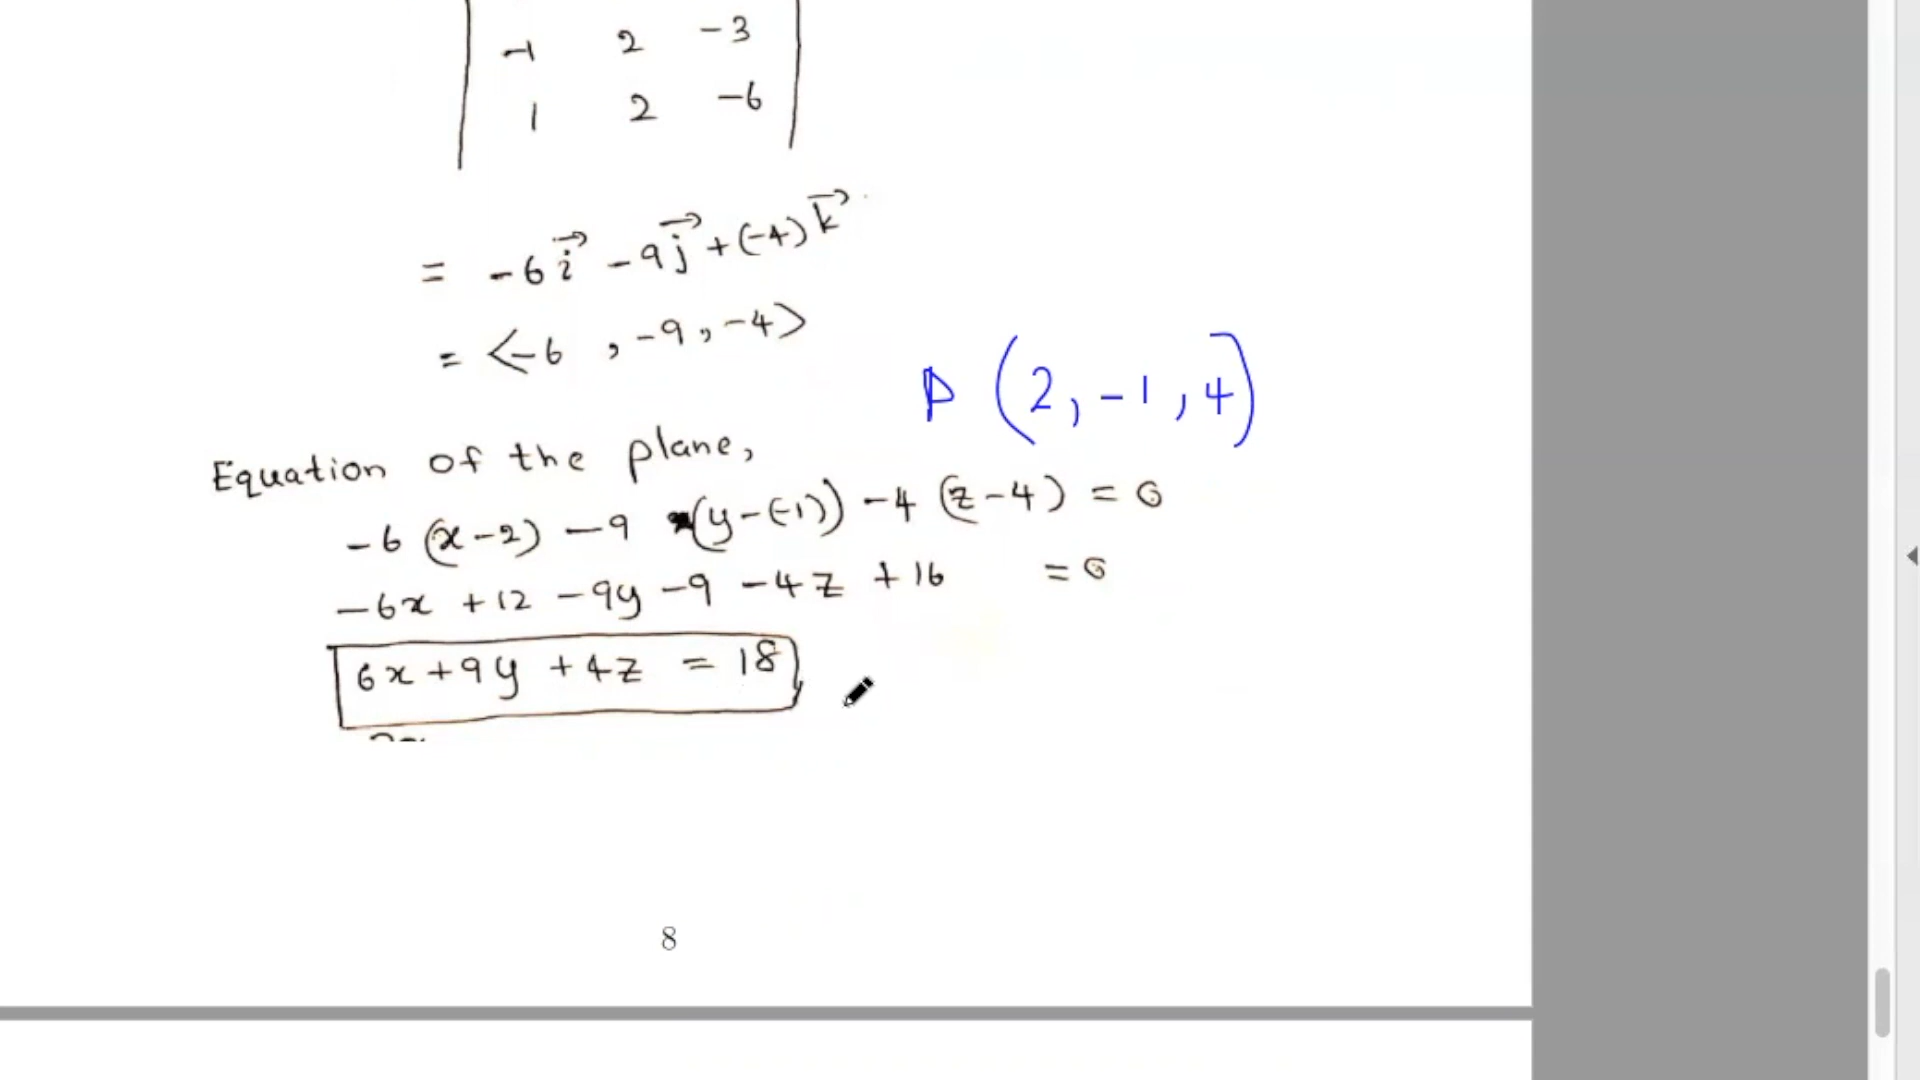 -1 2 -3
1 2 -6
= -6i⃗ - 9j⃗ + (-4)k⃗
= <-6, -9, -4>
P (2, -1, 4)
Equation of the plane,
-6(x-2) -9 (y-(-1)) -4(z-4) = 0
-6x +12 -9y -9 -4z +16 = 0
6x+9y +4z = 18
8